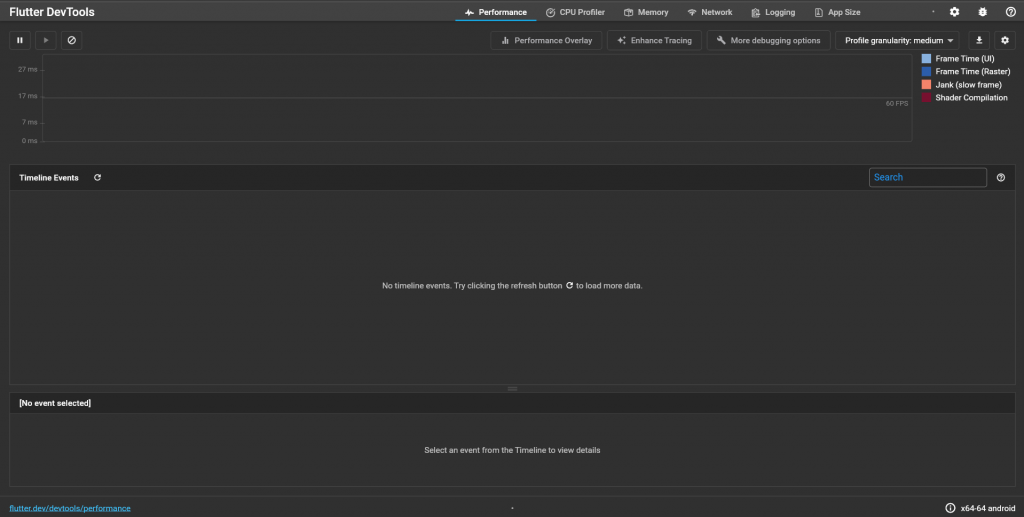 Flutter DevTools
Performance
CPU Profiler
Memory
Network
Logging
App Size
Performance Overlay
Enhance Tracing
More debugging options
Profile granularity: medium
27 ms
17 ms
7 ms
0 ms
60 FPS
Frame Time (UI)
Frame Time (Raster)
Jank (slow frame)
Shader Compilation
Timeline Events
Search
No timeline events. Try clicking the refresh button to load more data.
[No event selected]
Select an event from the Timeline to view details
flutter.dev/devtools/performance
x64-64 android